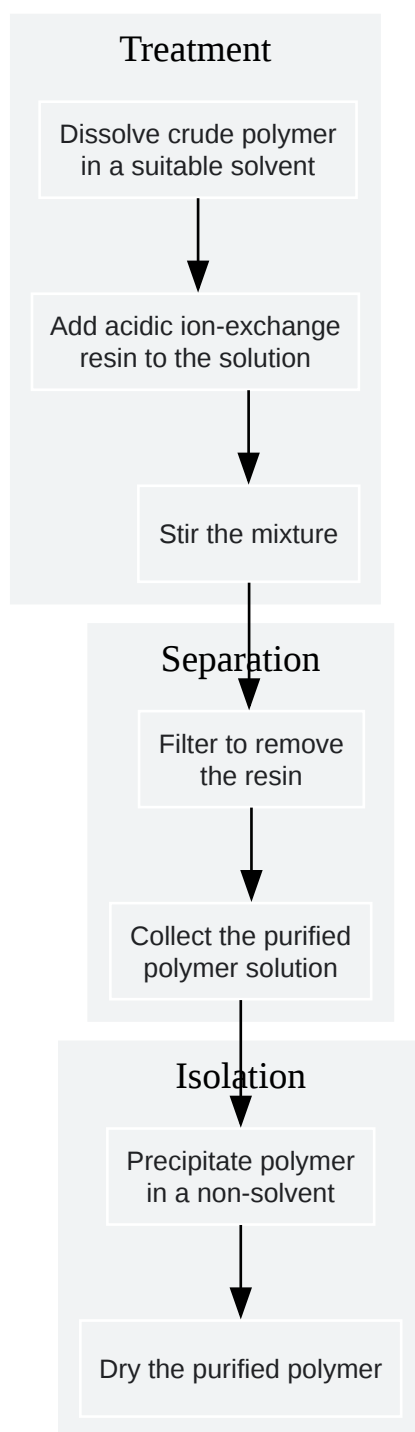 Treatment
Dissolve crude polymer
in a suitable solvent
Add acidic ion-exchange
resin to the solution
Stir the mixture
Separation
Filter to remove
the resin
Collect the purified
polymer solution
Isolation
Precipitate polymer
in a non-solvent
Dry the purified polymer